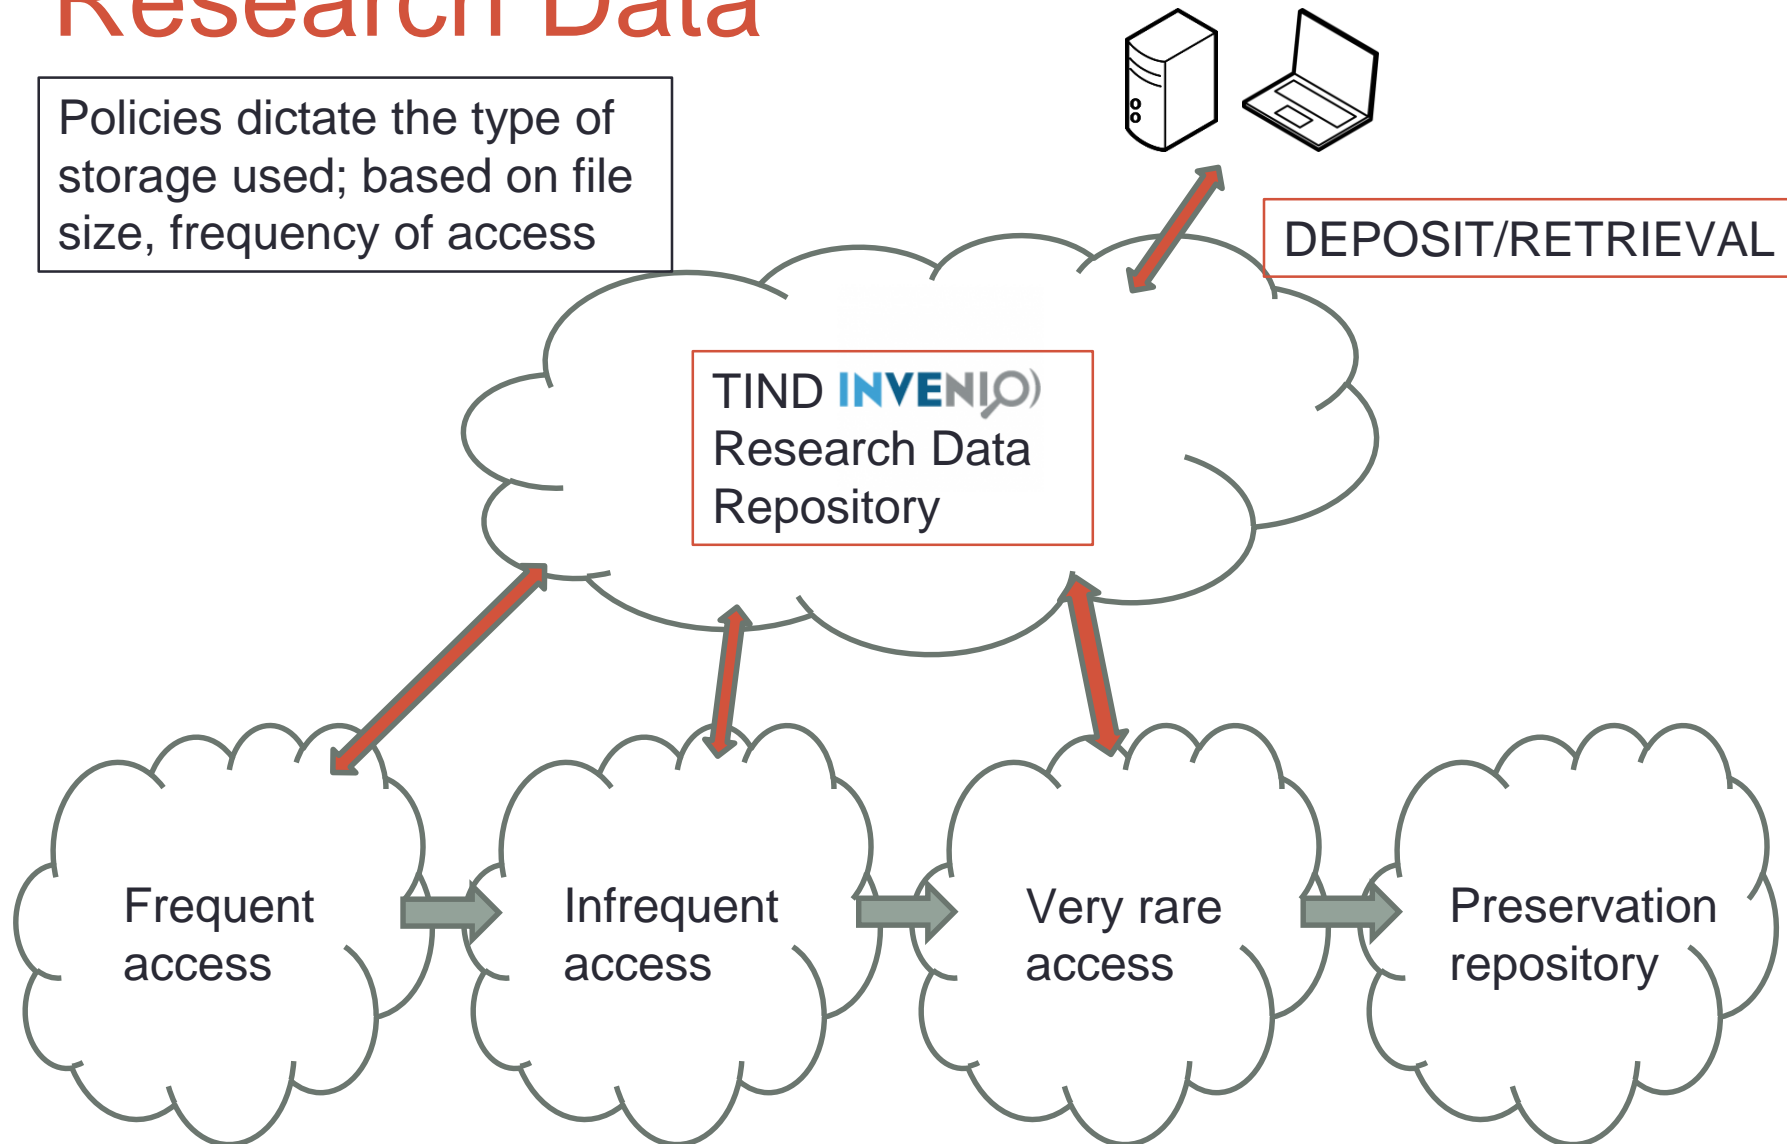 Research Data
Policies dictate the type of
storage used; based on file
size, frequency of access
DEPOSIT/RETRIEVAL
TIND INVENIO
Research Data
Repository
Frequent
access
Infrequent
access
Very rare
access
Preservation
repository